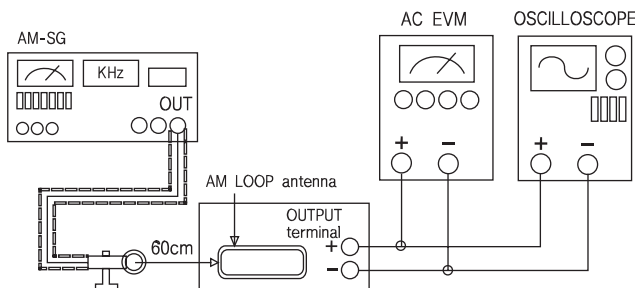 AC EVM
OSCILLOSCOPE
AM-SG
KHz
OUT
+ −
+ −
AM LOOP antenna
60cm
OUTPUT
terminal
+
−